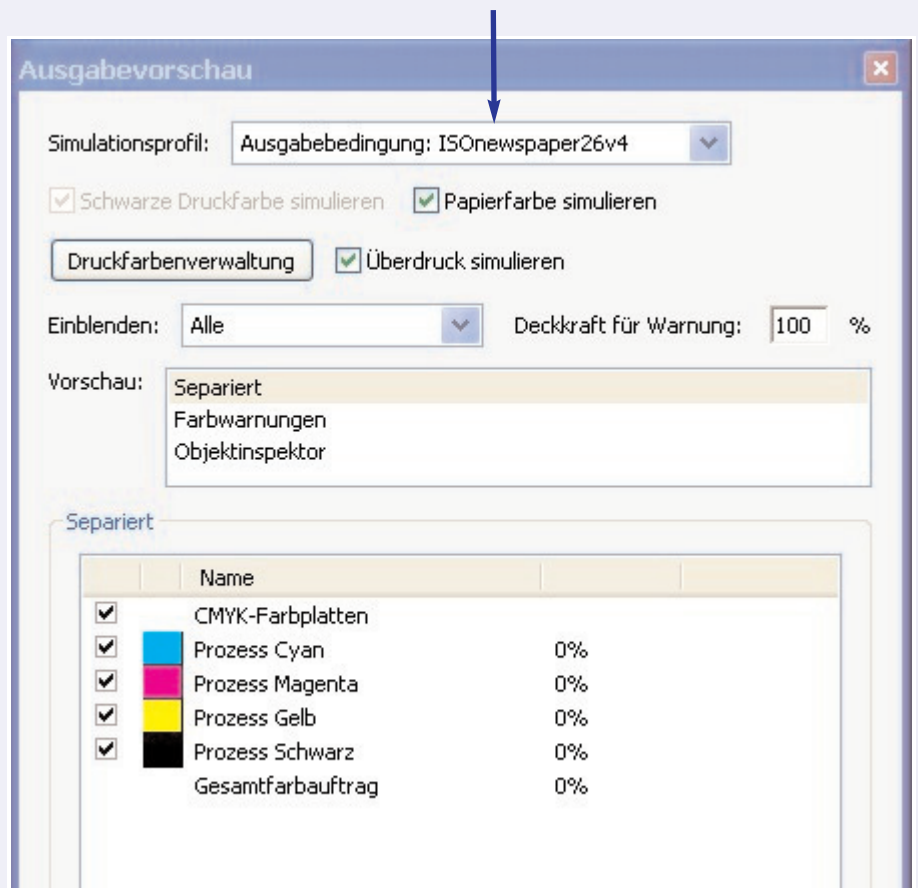 Ausgabevorschau
Simulationsprofil: Ausgabebedingung: ISOnewspaper26v4
Schwarze Druckfarbe simulieren Papierfarbe simulieren
Druckfarbenverwaltung Überdruck simulieren
Einblenden: Alle Deckkraft für Warnung: 100 %
Vorschau: Separiert
Farbwarnungen
Objektinspektor
Separiert
Name
CMYK-Farbplatten
Prozess Cyan 0%
Prozess Magenta 0%
Prozess Gelb 0%
Prozess Schwarz 0%
Gesamtfarbauftrag 0%